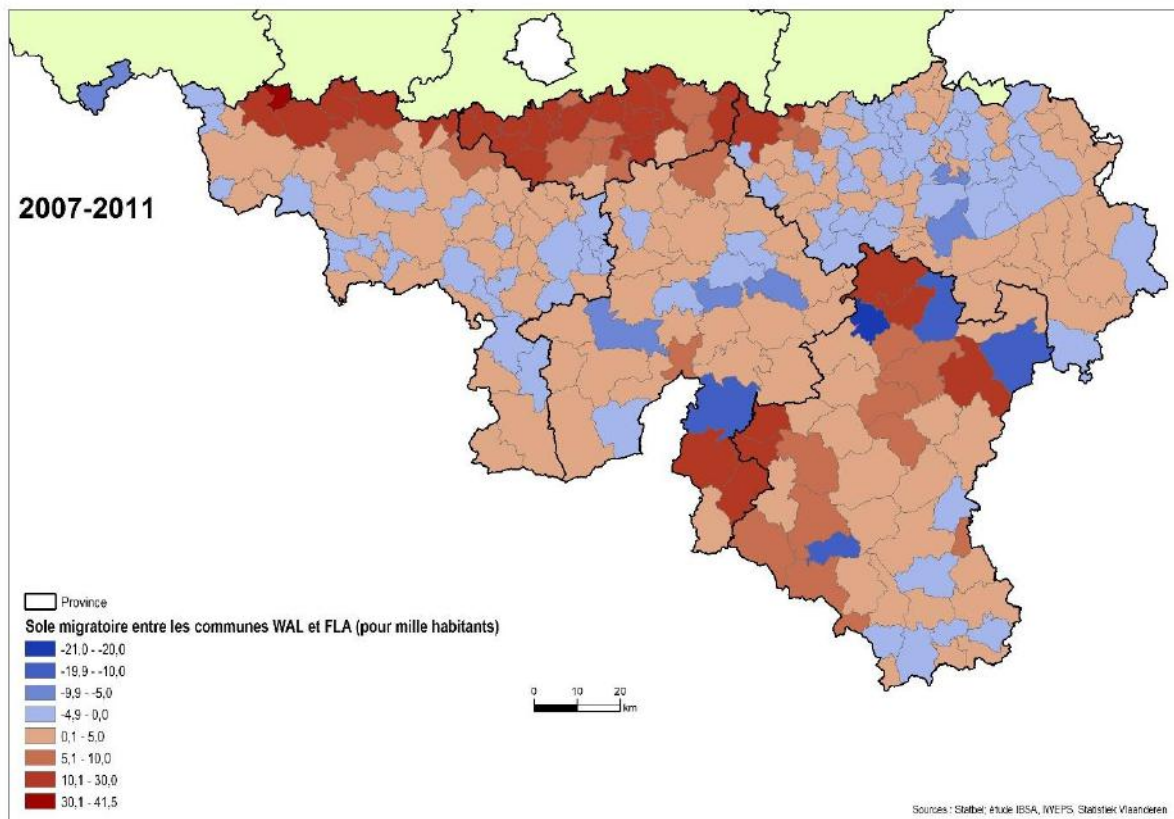 2007-2011
Province
Sole migratoire entre les communes WAL et FLA (pour mille habitants)
-21,0 - -20,0
-19,9 - -10,0
-9,9 - -5,0
-4,9 - 0,0
0,1 - 5,0
5,1 - 10,0
10,1 - 30,0
30,1 - 41,5
0 10 20
km
Sources : Statbel; étude IBSA, IWEPS, Statistiek Vlaanderen